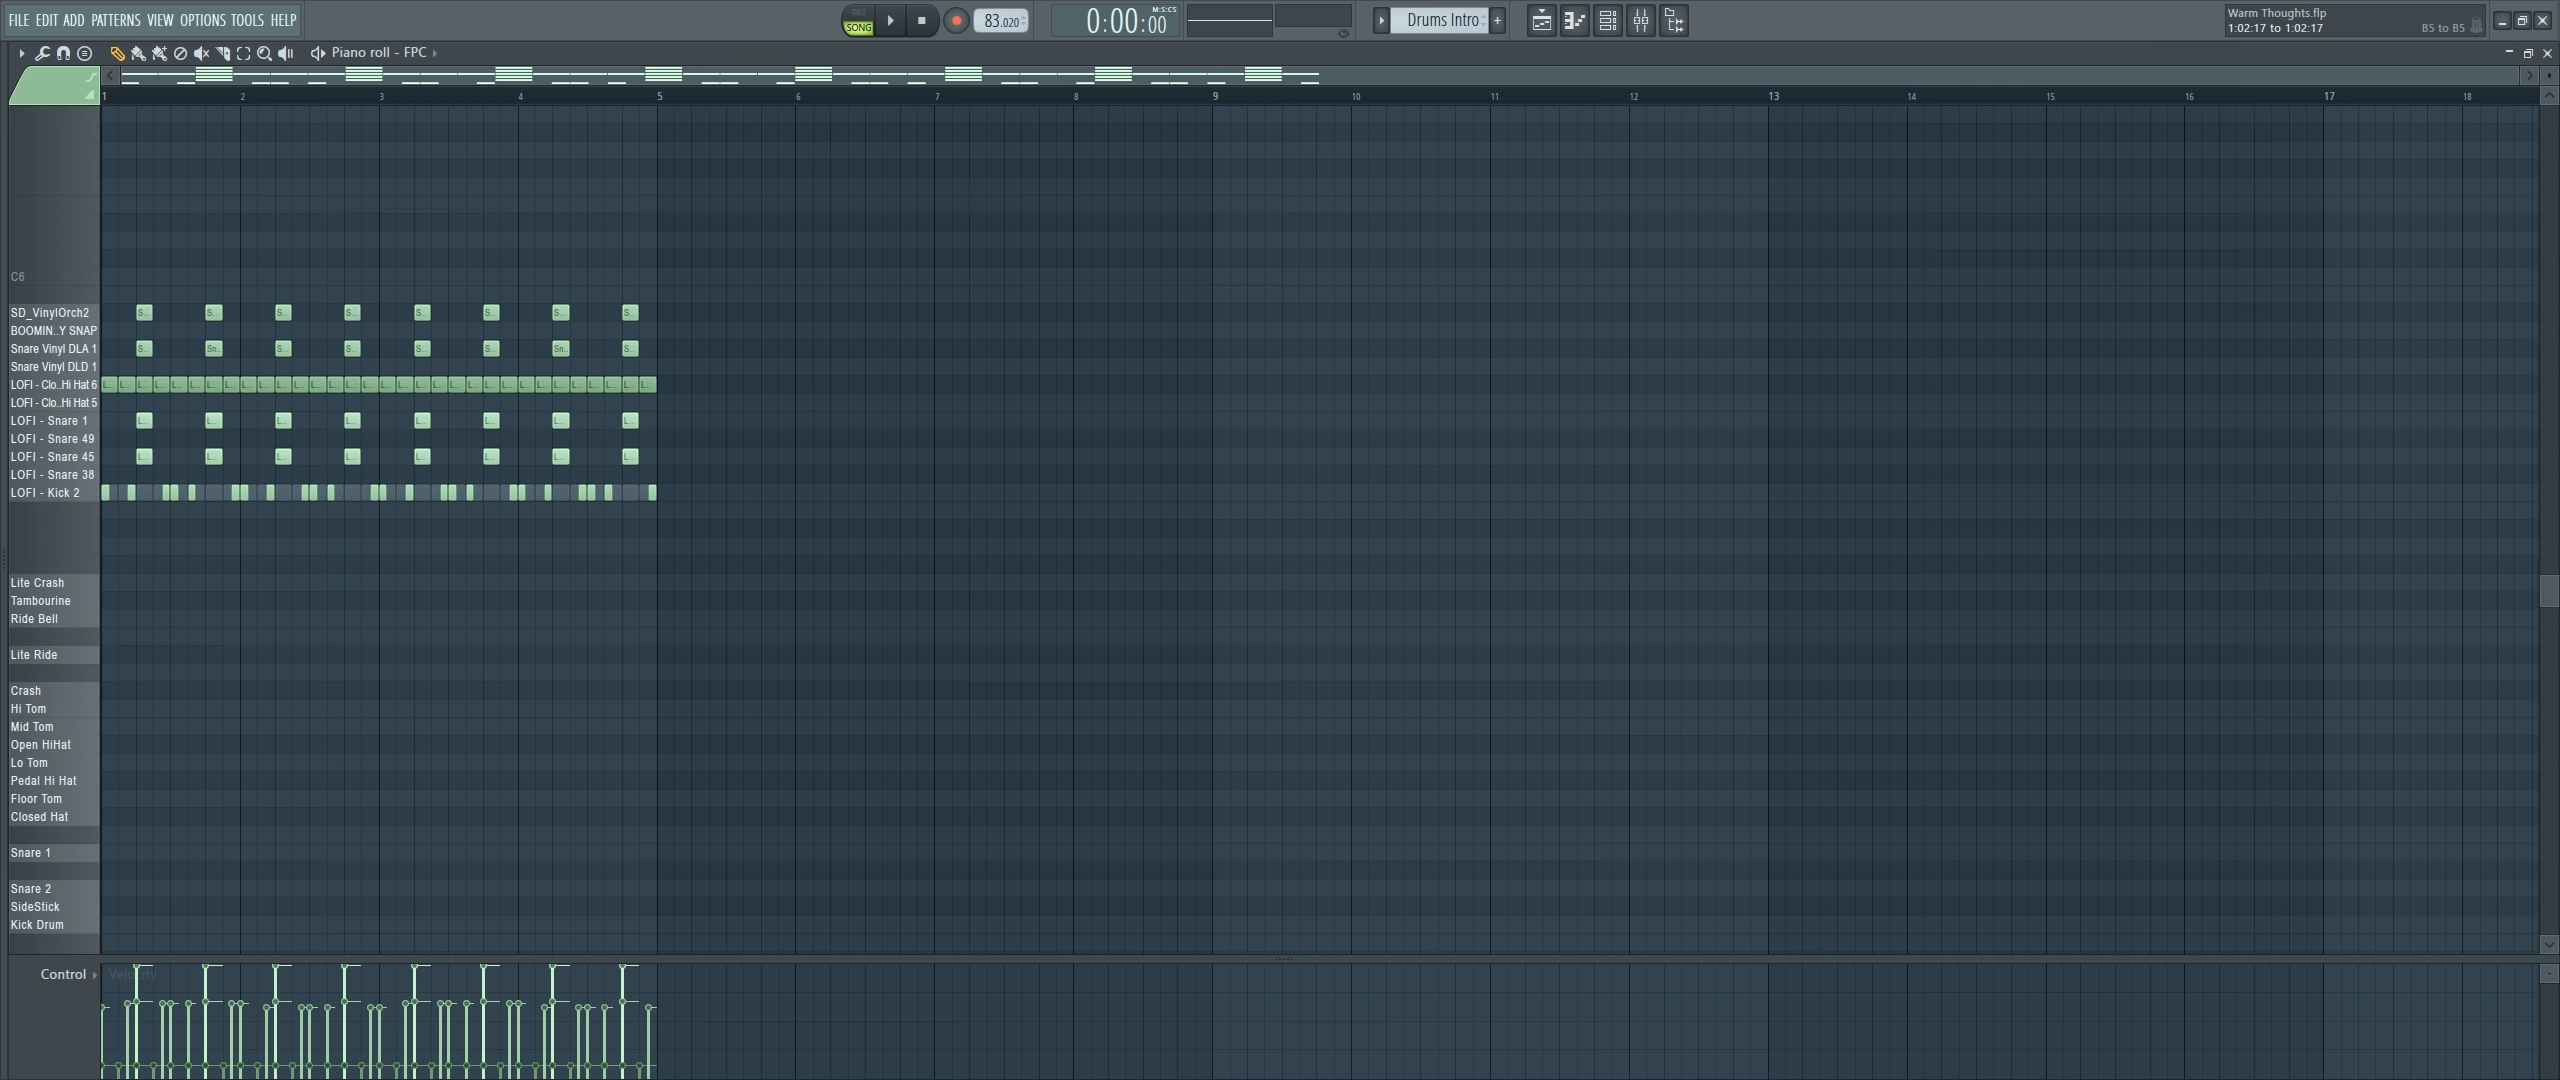 FILE EDIT ADD PATTERNS VIEW OPTIONS TOOLS HELP
PAT
SONG
83.020
0:00:00
M:S:CS
Drums Intro
+
Warm Thoughts.flp
1:02:17 to 1:02:17 B5 to B5
Piano roll - FPC
1 2 3 4 5 6 7 8 9 10 11 12 13 14 15 16 17 18
C6
SD_VinylOrch2 S.. S.. S.. S.. S.. S.. S.. S..
BOOMIN..Y SNAP
Snare Vinyl DLA 1 S.. Sn.. S.. S.. S.. S.. Sn.. S..
Snare Vinyl DLD 1
LOFI - Clo..Hi Hat 6 L.. L.. L.. L.. L.. L.. L.. L.. L.. L.. L.. L.. L.. L.. L.. L.. L.. L.. L.. L.. L.. L.. L.. L.. L.. L.. L.. L.. L.. L.. L.. L..
LOFI - Clo..Hi Hat 5
LOFI - Snare 1 L.. L.. L.. L.. L.. L.. L.. L..
LOFI - Snare 49
LOFI - Snare 45 L.. L.. L.. L.. L.. L.. L.. L..
LOFI - Snare 38
LOFI - Kick 2
Lite Crash
Tambourine
Ride Bell
Lite Ride
Crash
Hi Tom
Mid Tom
Open HiHat
Lo Tom
Pedal Hi Hat
Floor Tom
Closed Hat
Snare 1
Snare 2
SideStick
Kick Drum
Control Velocity